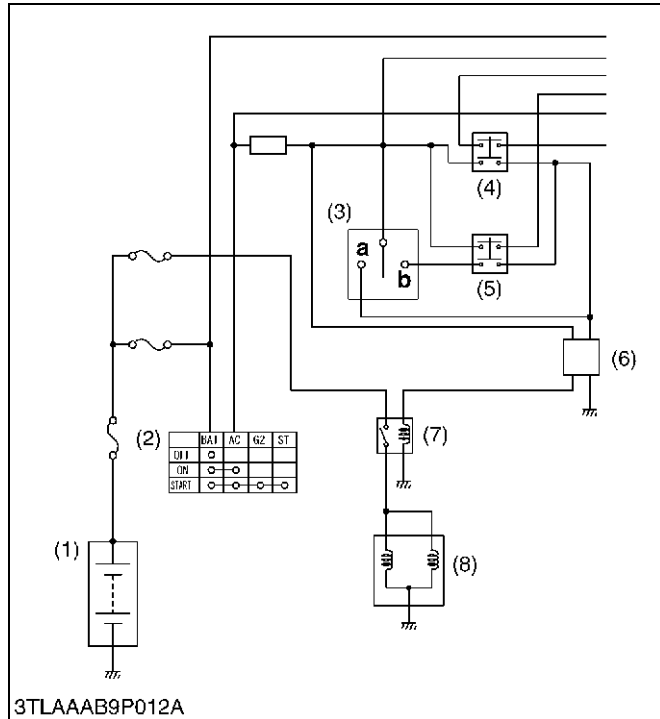 (4)
(3)
a
b
(5)
(6)
(2)
BAT AC G2 ST
OFF
ON
START
(7)
(1)
(8)
3TLAAAB9P012A